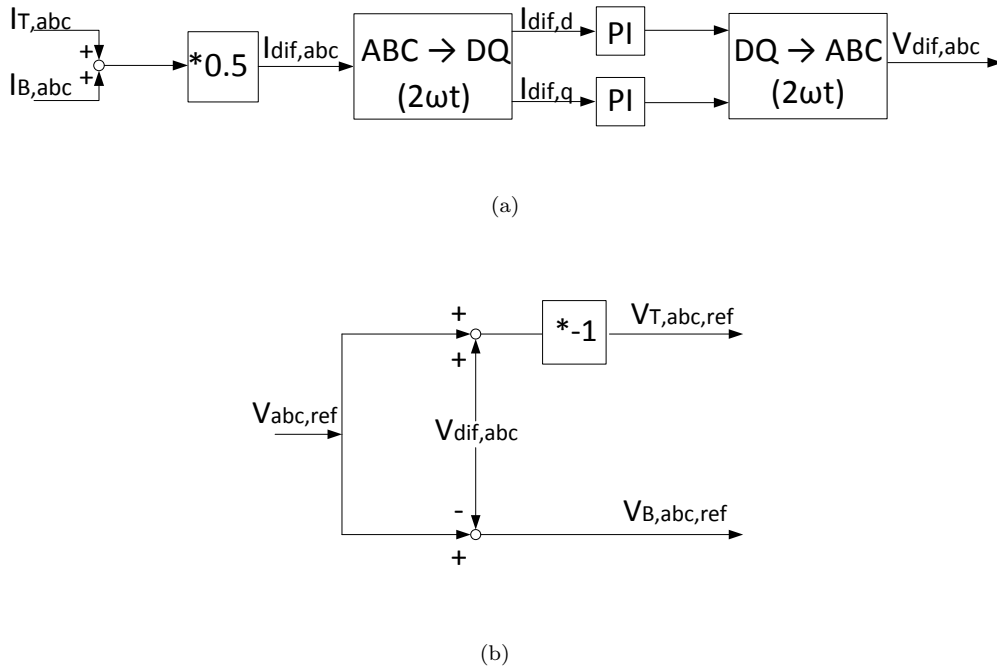 IT,abc
+
+
IB,abc
*0.5
Idif,abc
ABC → DQ
(2ωt)
Idif,d
Idif,q
PI
PI
DQ → ABC
(2ωt)
Vdif,abc
(a)
Vabc,ref
+
+
Vdif,abc
-
+
*-1
VT,abc,ref
VB,abc,ref
(b)